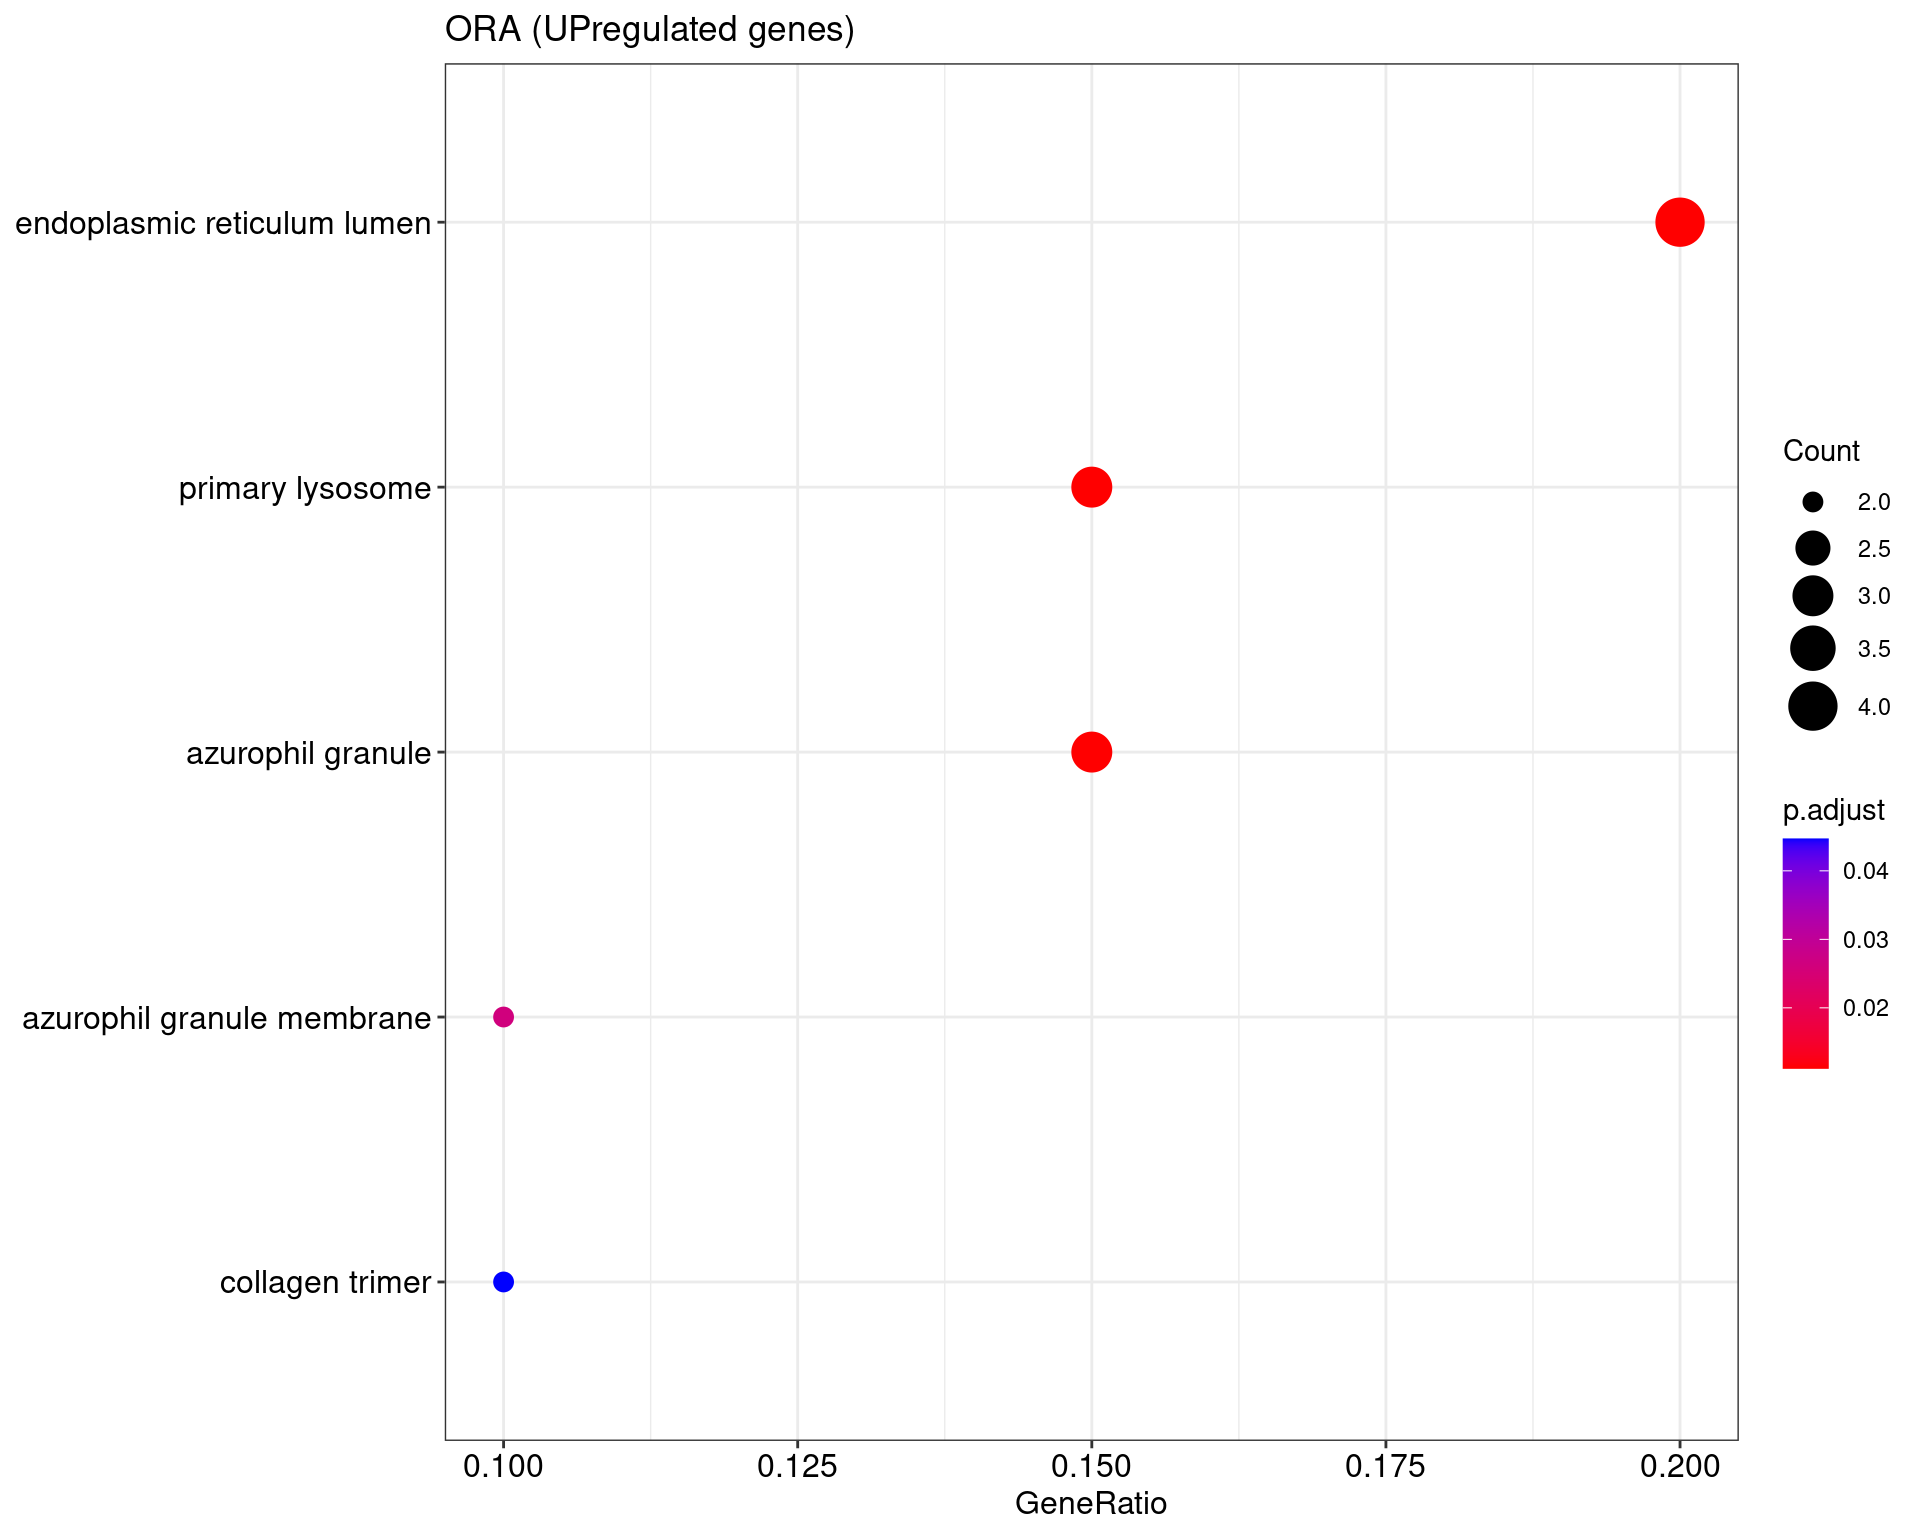 ORA (UPregulated genes)
endoplasmic reticulum lumen
primary lysosome
azurophil granule
azurophil granule membrane
collagen trimer
0.100
0.125
0.150
0.175
0.200
GeneRatio
Count
2.0
2.5
3.0
3.5
4.0
p.adjust
0.04
0.03
0.02